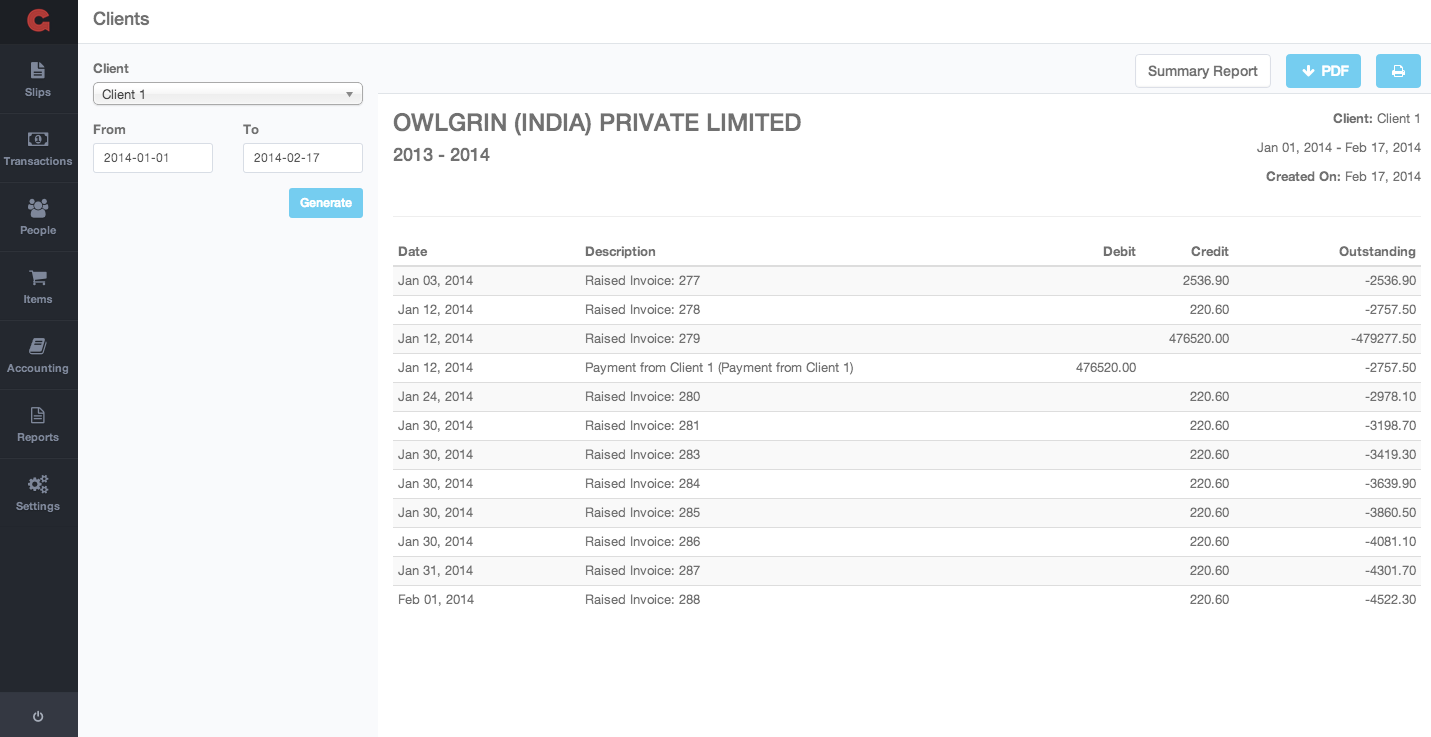 G
Clients
Slips
Transactions
People
Items
Accounting
Reports
Settings
Client
Client 1
From To
2014-01-01 2014-02-17
Generate
Summary Report PDF
OWLGRIN (INDIA) PRIVATE LIMITED
2013 - 2014
Client: Client 1
Jan 01, 2014 - Feb 17, 2014
Created On: Feb 17, 2014
Date Description Debit Credit Outstanding
Jan 03, 2014 Raised Invoice: 277 2536.90 -2536.90
Jan 12, 2014 Raised Invoice: 278 220.60 -2757.50
Jan 12, 2014 Raised Invoice: 279 476520.00 -479277.50
Jan 12, 2014 Payment from Client 1 (Payment from Client 1) 476520.00 -2757.50
Jan 24, 2014 Raised Invoice: 280 220.60 -2978.10
Jan 30, 2014 Raised Invoice: 281 220.60 -3198.70
Jan 30, 2014 Raised Invoice: 283 220.60 -3419.30
Jan 30, 2014 Raised Invoice: 284 220.60 -3639.90
Jan 30, 2014 Raised Invoice: 285 220.60 -3860.50
Jan 30, 2014 Raised Invoice: 286 220.60 -4081.10
Jan 31, 2014 Raised Invoice: 287 220.60 -4301.70
Feb 01, 2014 Raised Invoice: 288 220.60 -4522.30